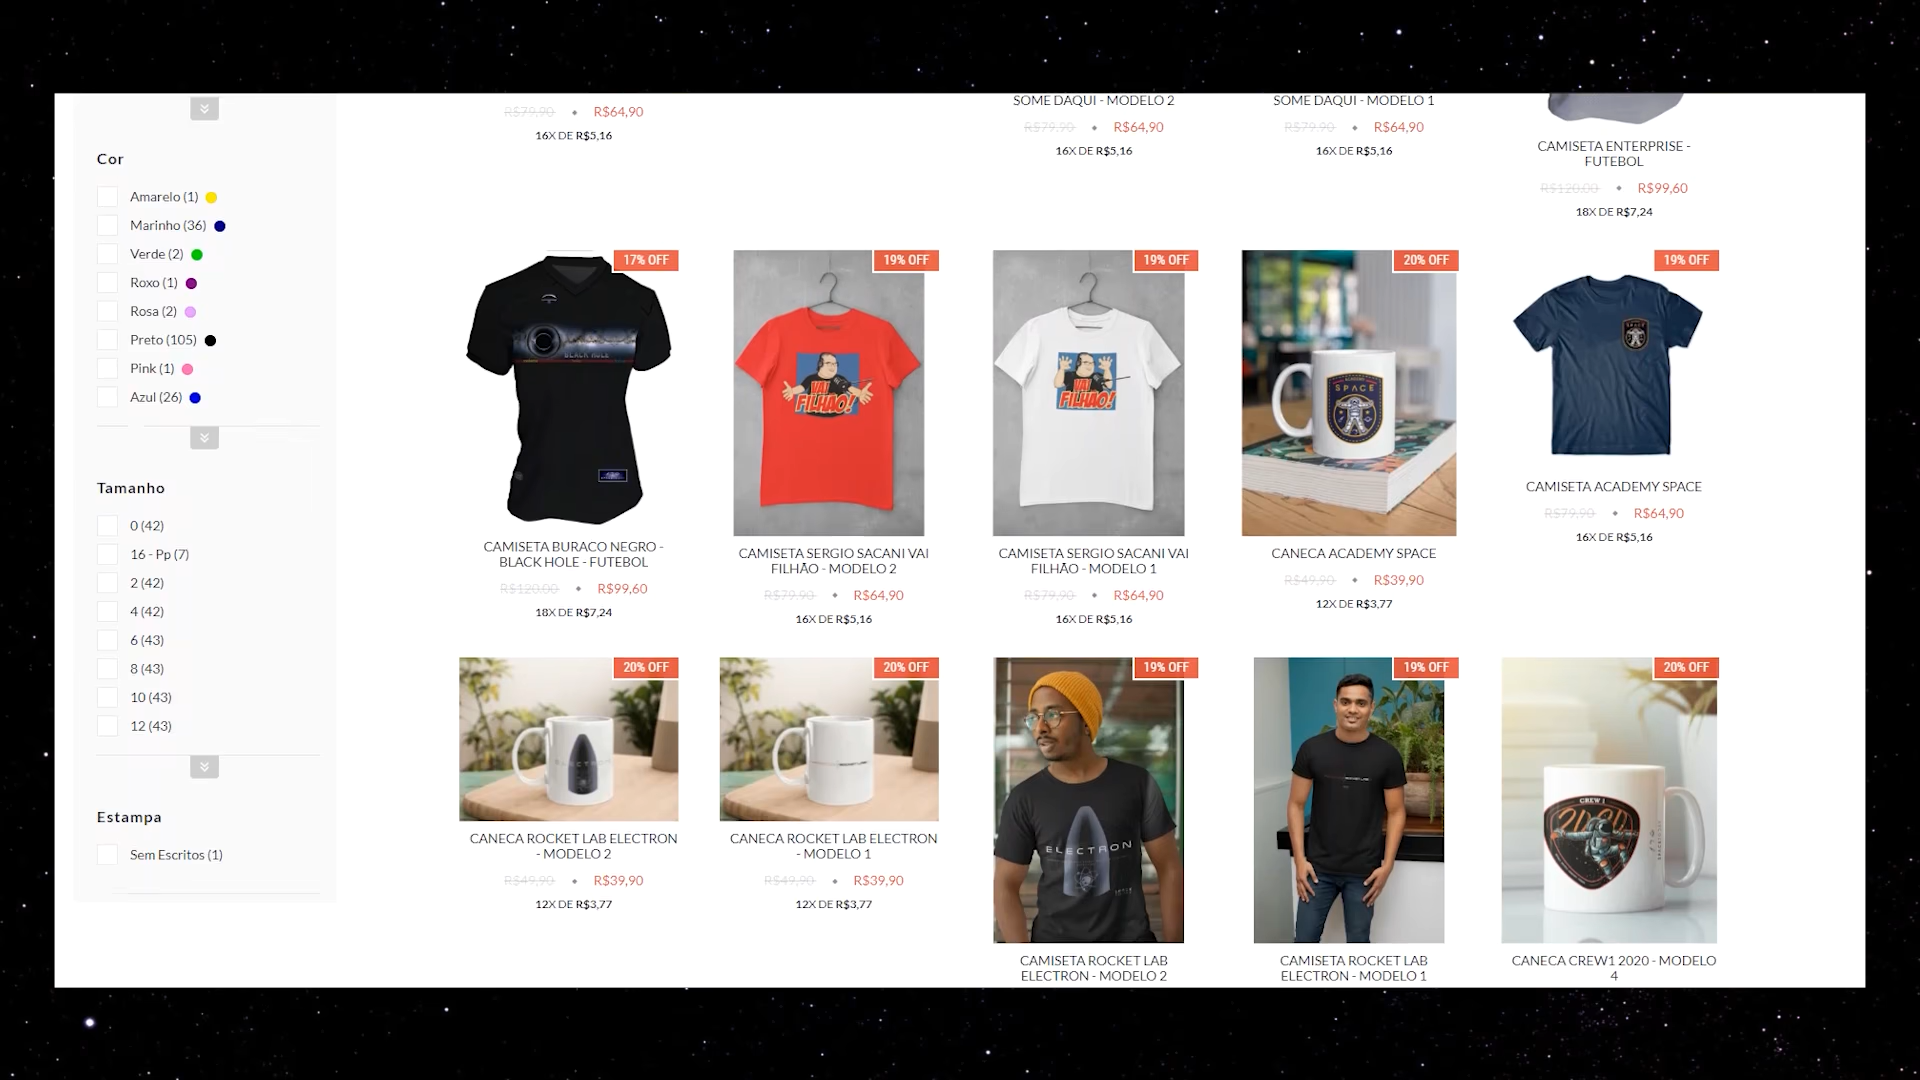 R$79,90 • R$64,90
16X DE R$5,16
SOME DAQUI - MODELO 2
R$79,90 • R$64,90
16X DE R$5,16
SOME DAQUI - MODELO 1
R$79,90 • R$64,90
16X DE R$5,16
CAMISETA ENTERPRISE -
FUTEBOL
R$120,00 • R$99,60
18X DE R$7,24
Cor
Amarelo (1)
Marinho (36)
Verde (2)
Roxo (1)
Rosa (2)
Preto (105)
Pink (1)
Azul (26)
Tamanho
0 (42)
16 - Pp (7)
2 (42)
4 (42)
6 (43)
8 (43)
10 (43)
12 (43)
Estampa
Sem Escritos (1)
17% OFF
BLACK HOLE
CAMISETA BURACO NEGRO -
BLACK HOLE - FUTEBOL
R$120,00 • R$99,60
18X DE R$7,24
19% OFF
VAI
FILHAO!
CAMISETA SERGIO SACANI VAI
FILHÃO - MODELO 2
R$79,90 • R$64,90
16X DE R$5,16
19% OFF
VAI
FILHAO!
CAMISETA SERGIO SACANI VAI
FILHÃO - MODELO 1
R$79,90 • R$64,90
16X DE R$5,16
20% OFF
SPACE
CANECA ACADEMY SPACE
R$49,90 • R$39,90
12X DE R$3,77
19% OFF
SPACE
CAMISETA ACADEMY SPACE
R$79,90 • R$64,90
16X DE R$5,16
20% OFF
ELECTRON
CANECA ROCKET LAB ELECTRON
- MODELO 2
R$49,90 • R$39,90
12X DE R$3,77
20% OFF
CANECA ROCKET LAB ELECTRON
- MODELO 1
R$49,90 • R$39,90
12X DE R$3,77
19% OFF
ELECTRON
CAMISETA ROCKET LAB
ELECTRON - MODELO 2
19% OFF
CAMISETA ROCKET LAB
ELECTRON - MODELO 1
20% OFF
CREW 1
2020
CANECA CREW1 2020 - MODELO
4